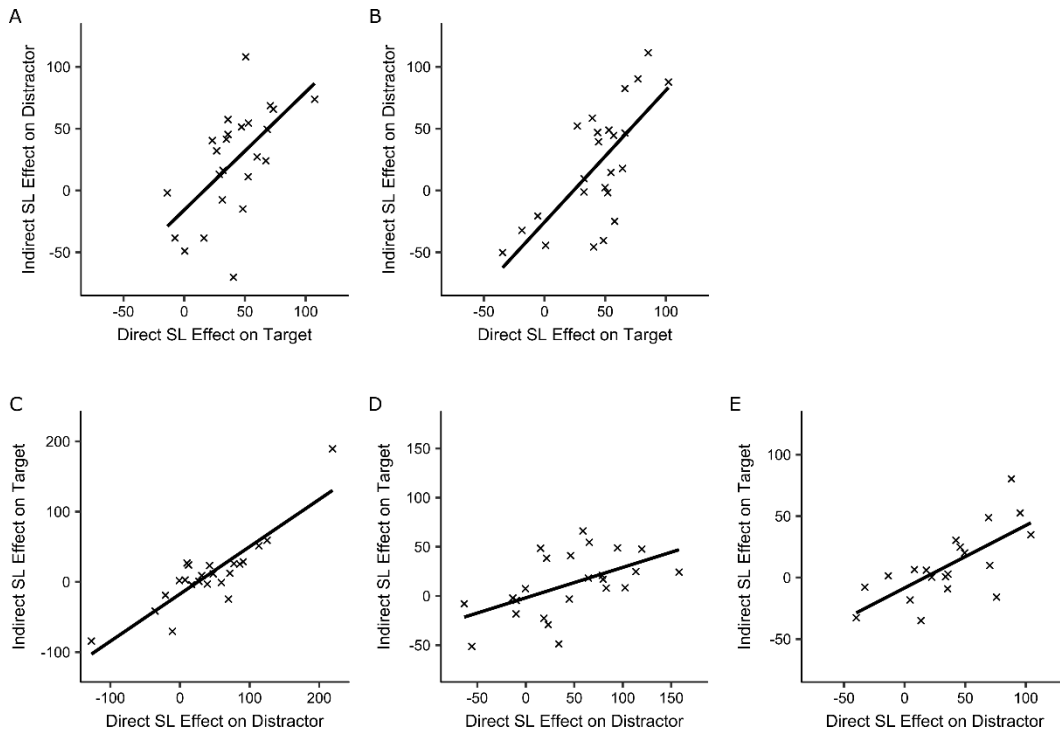 A
Indirect SL Effect on Distractor
100
50
0
-50
-50 0 50 100
Direct SL Effect on Target
B
Indirect SL Effect on Distractor
100
50
0
-50
-50 0 50 100
Direct SL Effect on Target
C
Indirect SL Effect on Target
200
100
0
-100
-100 0 100 200
Direct SL Effect on Distractor
D
Indirect SL Effect on Target
150
100
50
0
-50
-50 0 50 100 150
Direct SL Effect on Distractor
E
Indirect SL Effect on Target
100
50
0
-50
-50 0 50 100
Direct SL Effect on Distractor